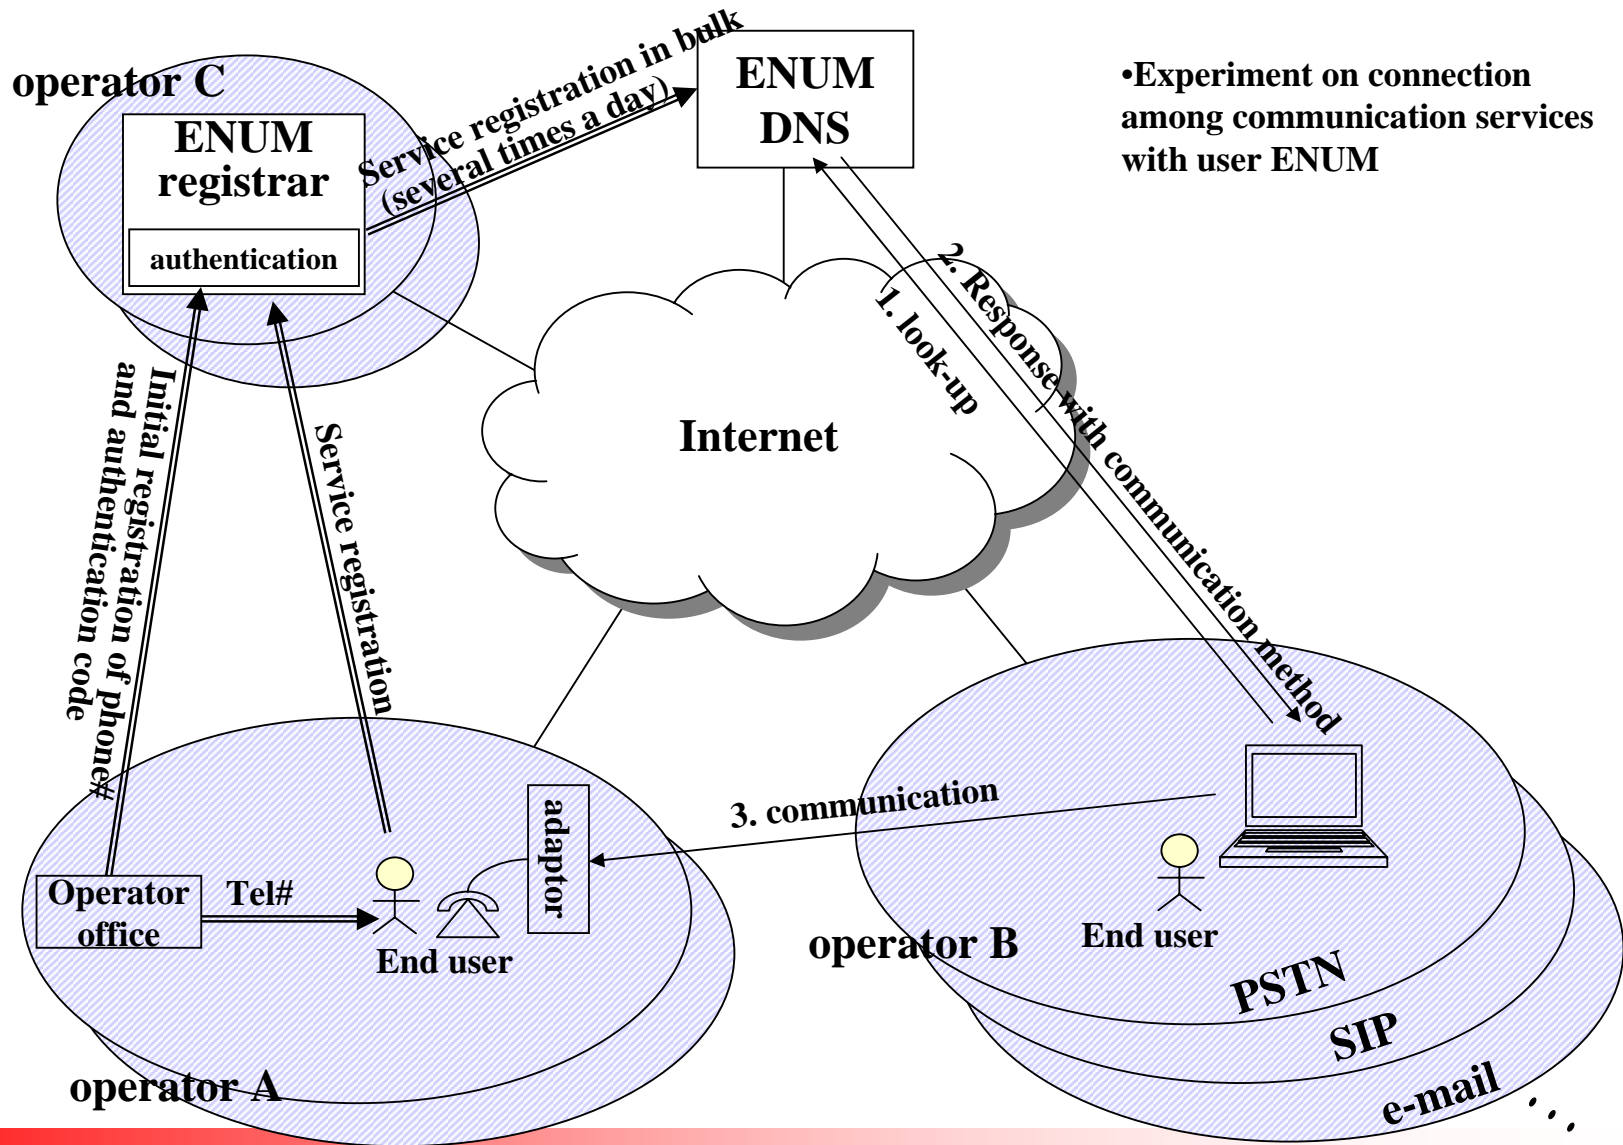 operator C
ENUM
registrar
authentication
Service registration in bulk
(several times a day)
ENUM
DNS
•Experiment on connection
among communication services
with user ENUM
1. look-up
2. Response with communication method
Internet
Initial registration of phone#
and authentication code
Service registration
3. communication
adaptor
Operator
office
Tel#
End user
operator A
operator B
End user
PSTN
SIP
e-mail
. . .